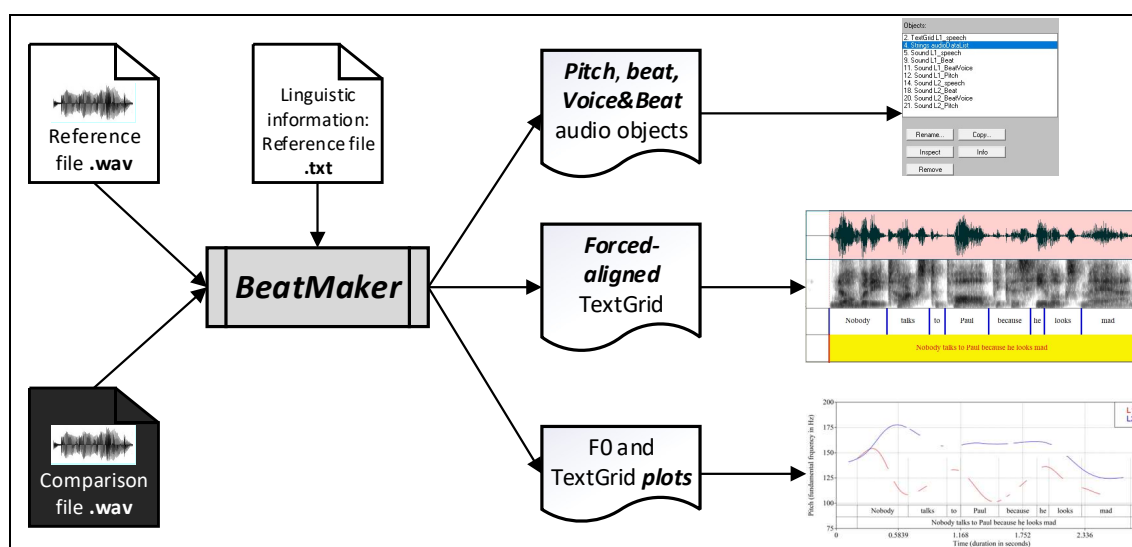 Reference
file .wav
Linguistic
information:
Reference file
.txt
Comparison
file .wav
BeatMaker
Pitch, beat,
Voice&Beat
audio objects
Forced-
aligned
TextGrid
F0 and
TextGrid plots
Objects:
2. TextGrid L1_speech
4. Strings audioDataList
5. Sound L1_speech
9. Sound L1_Beat
11. Sound L1_BeatVoice
12. Sound L1_Pitch
14. Sound L2_speech
18. Sound L2_Beat
20. Sound L2_BeatVoice
21. Sound L2_Pitch
Rename... Copy...
Inspect Info
Remove
Nobody talks to Paul because he looks mad
Nobody talks to Paul because he looks mad
Pitch (fundamental frequency in Hz)
200
175
150
125
100
75
Nobody talks to Paul because he looks mad
Nobody talks to Paul because he looks mad
0 0.5839 1.168 1.752 2.336
Time (duration in seconds)